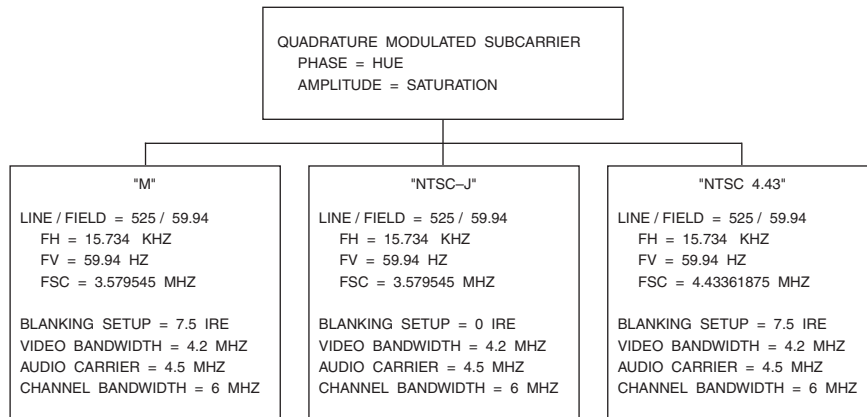 QUADRATURE MODULATED SUBCARRIER
PHASE = HUE
AMPLITUDE = SATURATION
"M"
LINE / FIELD = 525 / 59.94
FH = 15.734 KHZ
FV = 59.94 HZ
FSC = 3.579545 MHZ
BLANKING SETUP = 7.5 IRE
VIDEO BANDWIDTH = 4.2 MHZ
AUDIO CARRIER = 4.5 MHZ
CHANNEL BANDWIDTH = 6 MHZ
"NTSC–J"
LINE / FIELD = 525 / 59.94
FH = 15.734 KHZ
FV = 59.94 HZ
FSC = 3.579545 MHZ
BLANKING SETUP = 0 IRE
VIDEO BANDWIDTH = 4.2 MHZ
AUDIO CARRIER = 4.5 MHZ
CHANNEL BANDWIDTH = 6 MHZ
"NTSC 4.43"
LINE / FIELD = 525 / 59.94
FH = 15.734 KHZ
FV = 59.94 HZ
FSC = 4.43361875 MHZ
BLANKING SETUP = 7.5 IRE
VIDEO BANDWIDTH = 4.2 MHZ
AUDIO CARRIER = 4.5 MHZ
CHANNEL BANDWIDTH = 6 MHZ